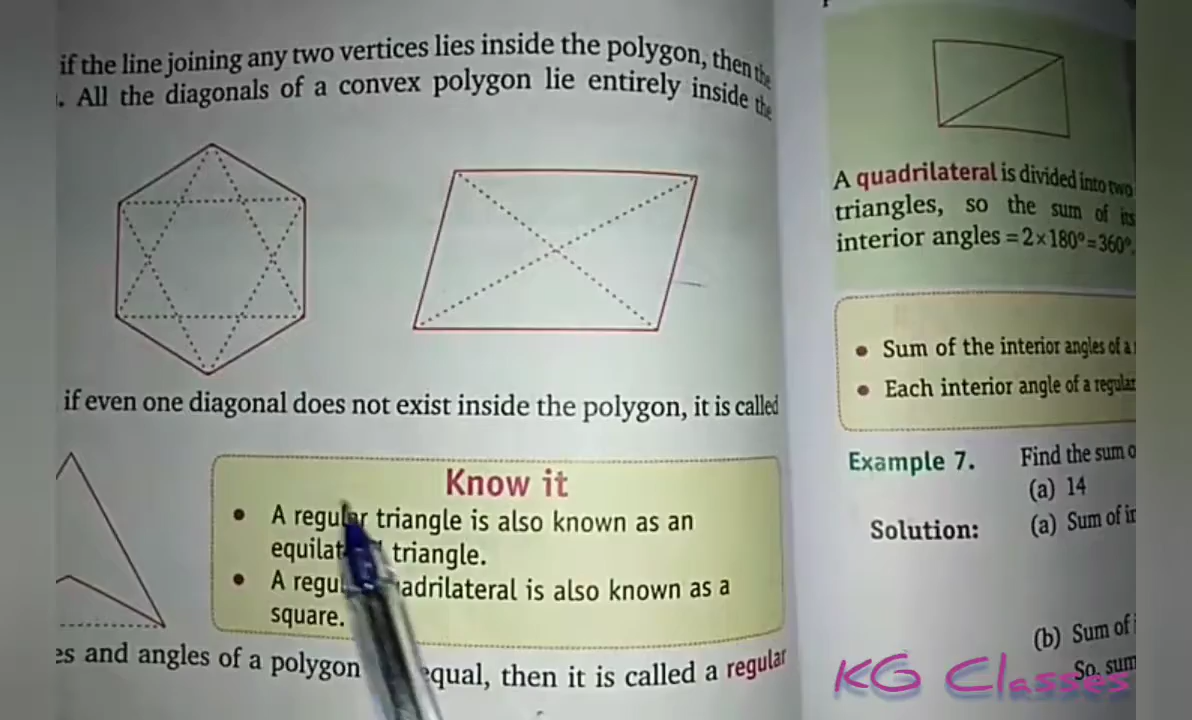 if the line joining any two vertices lies inside the polygon, then the
. All the diagonals of a convex polygon lie entirely inside the
if even one diagonal does not exist inside the polygon, it is called
Know it
• A regular triangle is also known as an
equilat triangle.
• A regu adrilateral is also known as a
square.
es and angles of a polygon equal, then it is called a regular
A quadrilateral is divided into two
triangles, so the sum of its
interior angles = 2×180°=360°.
• Sum of the interior angles of a
• Each interior angle of a regular
Example 7. Find the sum o
(a) 14
Solution: (a) Sum of in
(b) Sum of i
So, sum
KG Classes